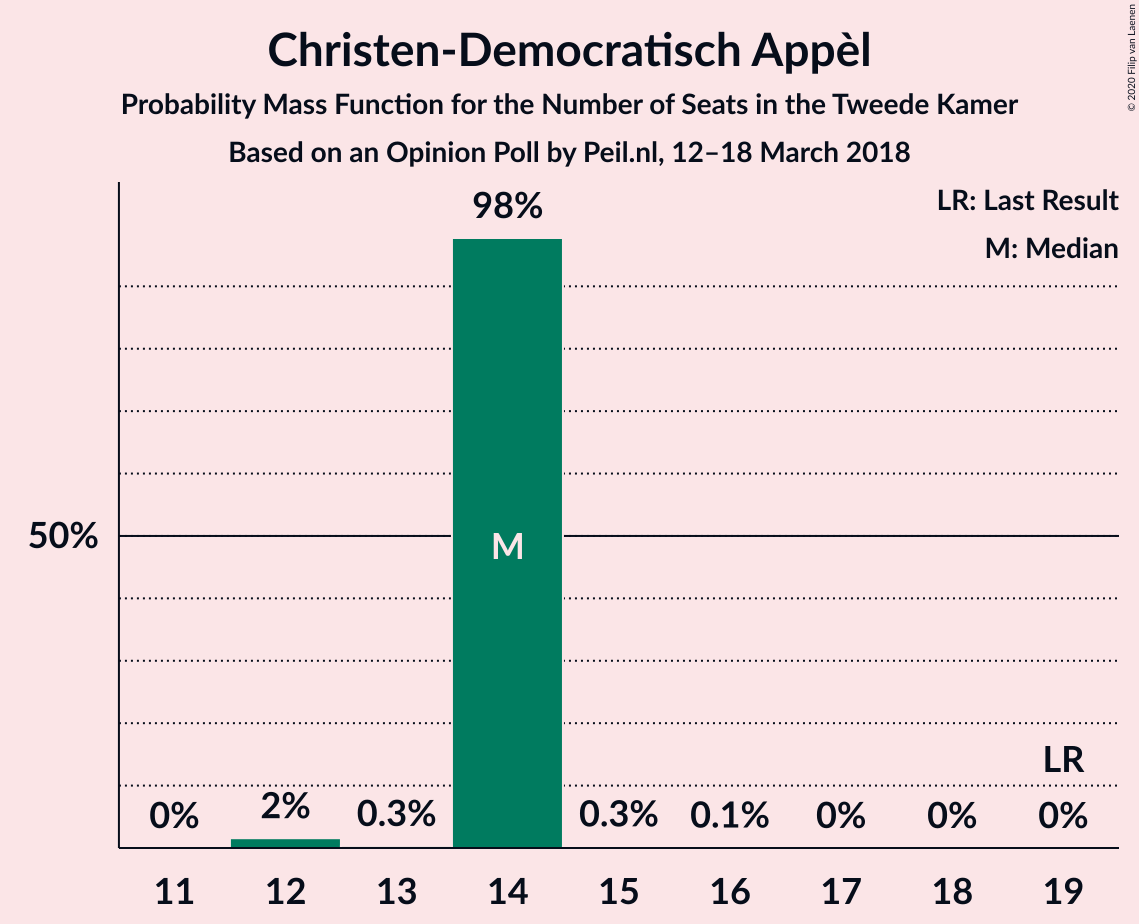 Christen-Democratisch Appèl
Probability Mass Function for the Number of Seats in the Tweede Kamer
Based on an Opinion Poll by Peil.nl, 12–18 March 2018
© 2020 Filip van Laenen
LR: Last Result
M: Median
98%
50%
M
LR
0% 2% 0.3% 0.3% 0.1% 0% 0% 0%
11 12 13 14 15 16 17 18 19